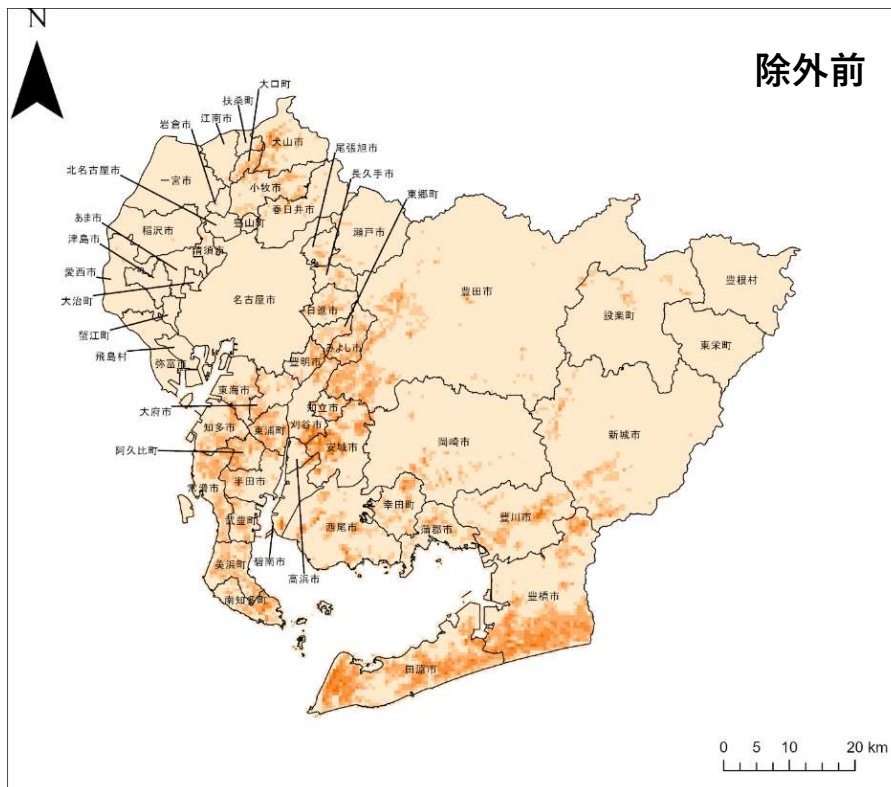 N
除外前
大口町
扶桑町
江南市
岩倉市
犬山市
尾張旭市
北名古屋市
一宮市
長久手市
小牧市
東郷町
春日井市
あま市
豊山町
稲沢市
瀬戸市
津島市
清須市
愛西市
豊田市
豊根村
名古屋市
大治町
日進市
設楽町
蟹江町
東栄町
飛島村
みよし市
弥富市
豊明市
東海市
知立市
大府市
知多市
東浦町
刈谷市
新城市
岡崎市
安城市
阿久比町
半田市
常滑市
幸田町
武豊町
西尾市
豊川市
蒲郡市
碧南市
美浜町
高浜市
南知多町
豊橋市
田原市
0 5 10 20 km